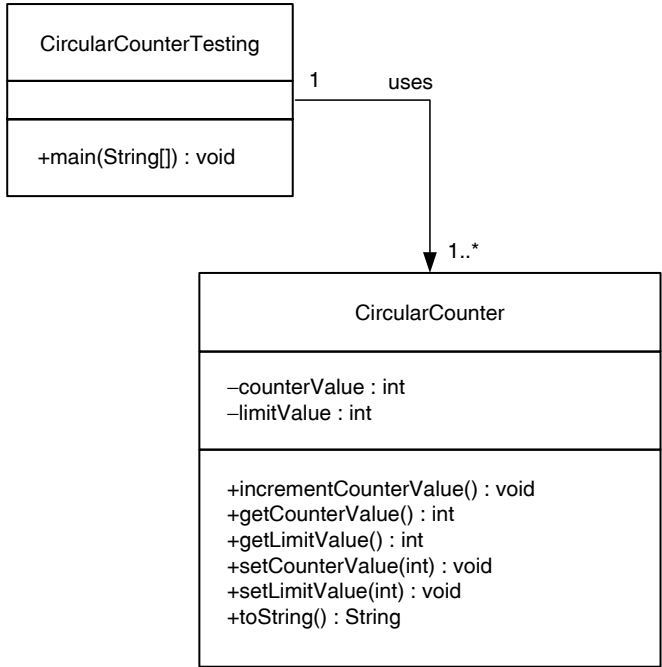 CircularCounterTesting
1 uses
+main(String[]) : void
1..*
CircularCounter
–counterValue : int
–limitValue : int
+incrementCounterValue() : void
+getCounterValue() : int
+getLimitValue() : int
+setCounterValue(int) : void
+setLimitValue(int) : void
+toString() : String